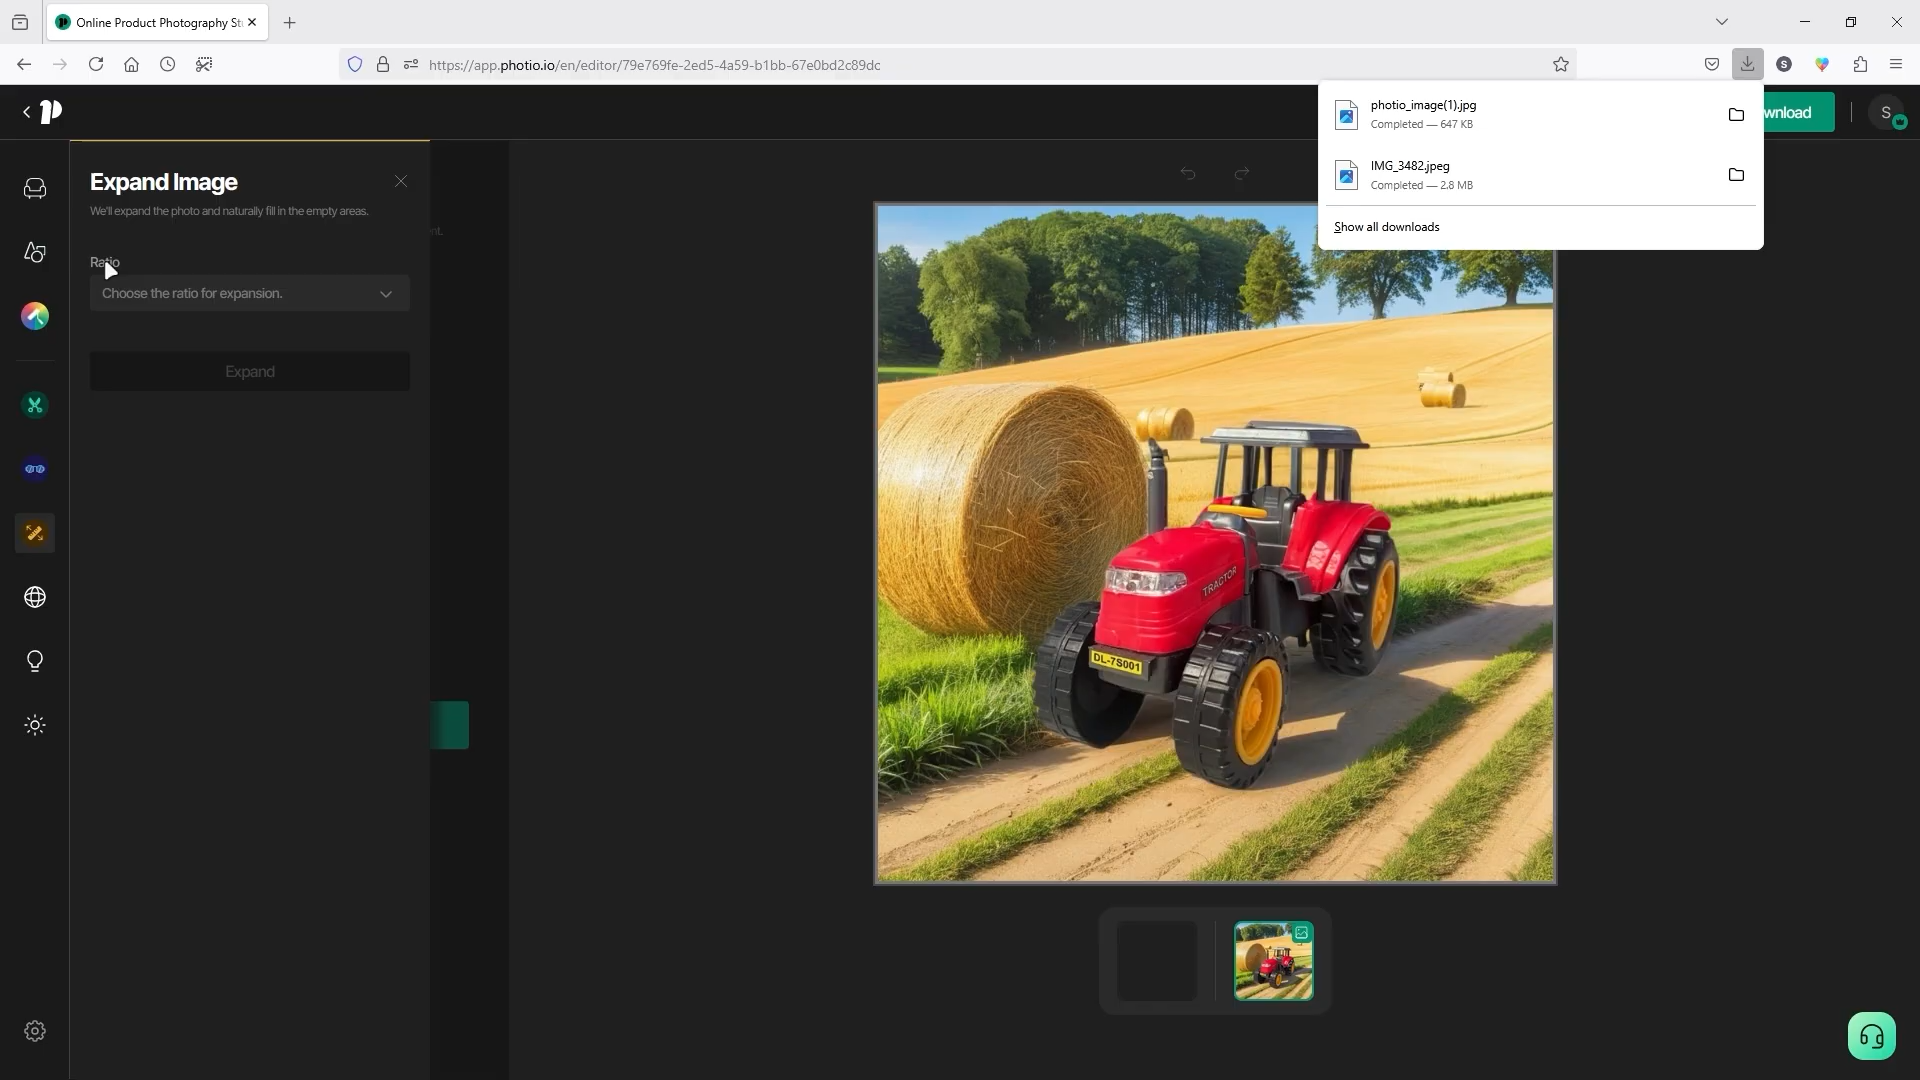 Online Product Photography St
https://app.photio.io/en/editor/79e769fe-2ed5-4a59-b1bb-67e0bd2c89dc
S
photio_image(1).jpg
Completed — 647 KB
IMG_3482.jpeg
Completed — 2.8 MB
Show all downloads
wnload
S
Expand Image
We'll expand the photo and naturally fill in the empty areas.
nt.
Ratio
Choose the ratio for expansion.
Expand
TRACTOR
DL-7S001